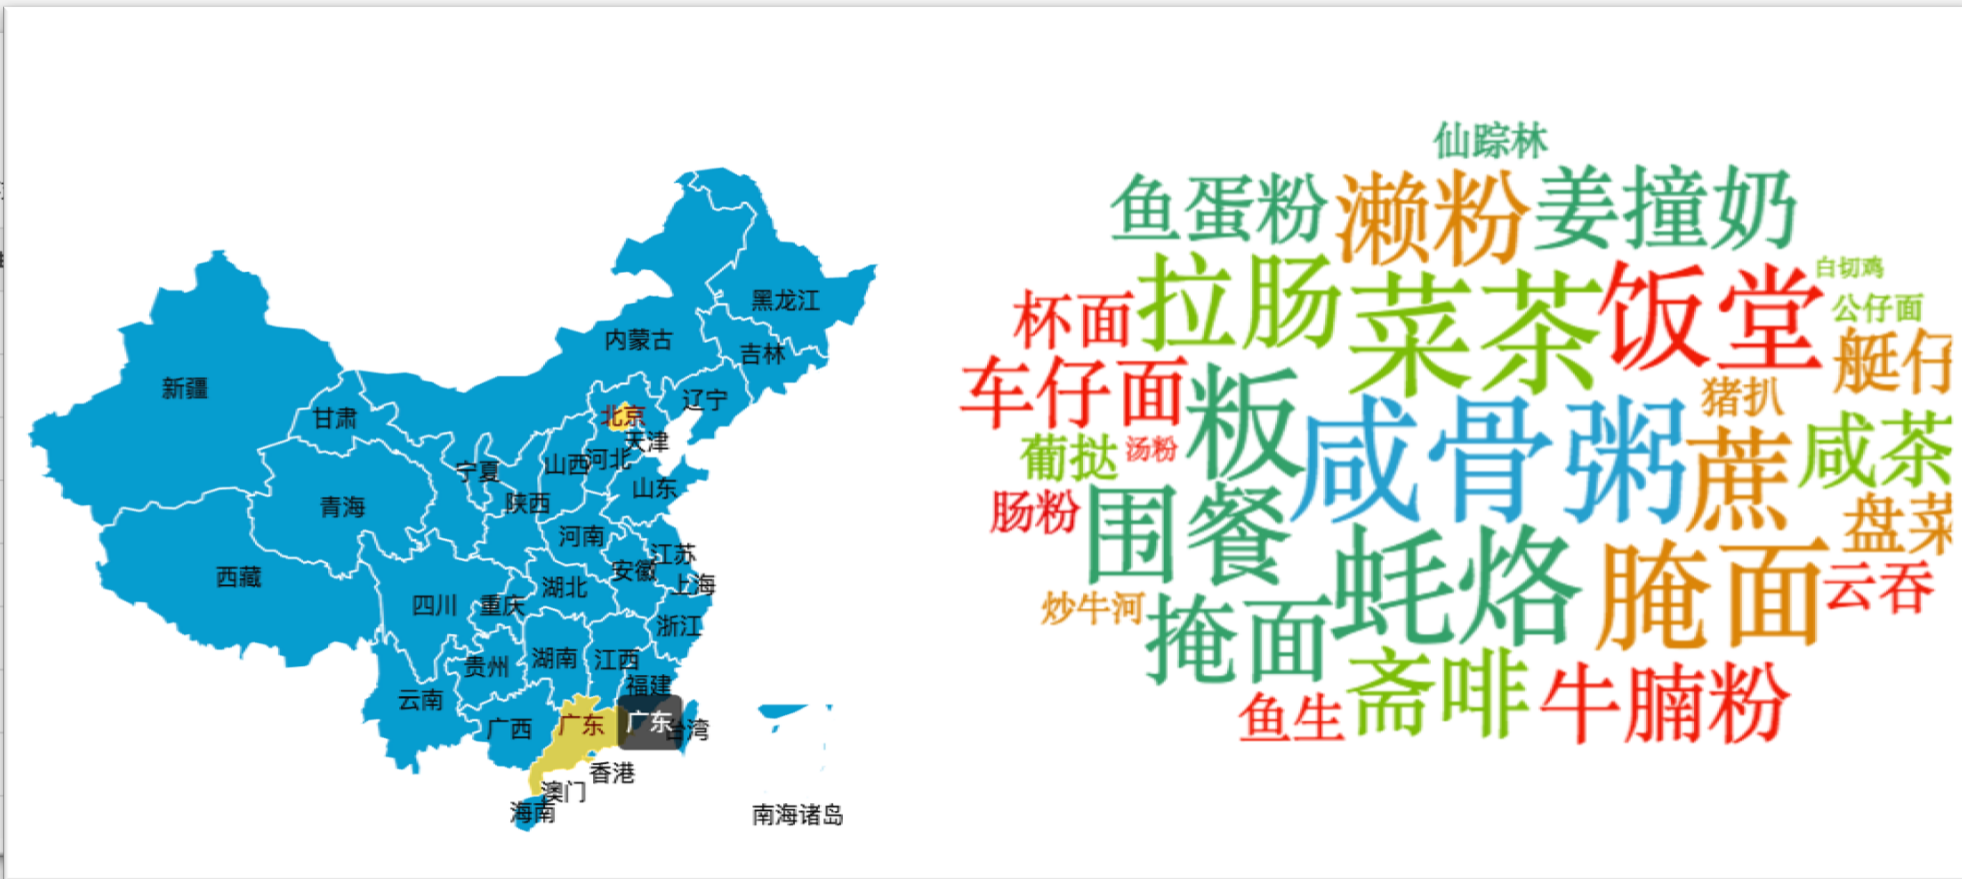 黑龙江
内蒙古
吉林
新疆
辽宁
甘肃
北京
天津
宁夏
山西
河北
山东
青海
陕西
河南
江苏
西藏
安徽
上海
湖北
四川
重庆
浙江
湖南
江西
贵州
福建
云南
广西
广东
广东
台湾
香港
澳门
海南
南海诸岛
仙踪林
鱼蛋粉
濑粉
姜撞奶
拉肠
菜茶
饭堂
白切鸡
杯面
公仔面
车仔面
艇仔
粄
猪扒
葡挞
汤粉
咸骨粥
蔗
咸茶
肠粉
围餐
盘菜
蚝烙
腌面
云吞
炒牛河
掩面
斋啡
鱼生
牛腩粉